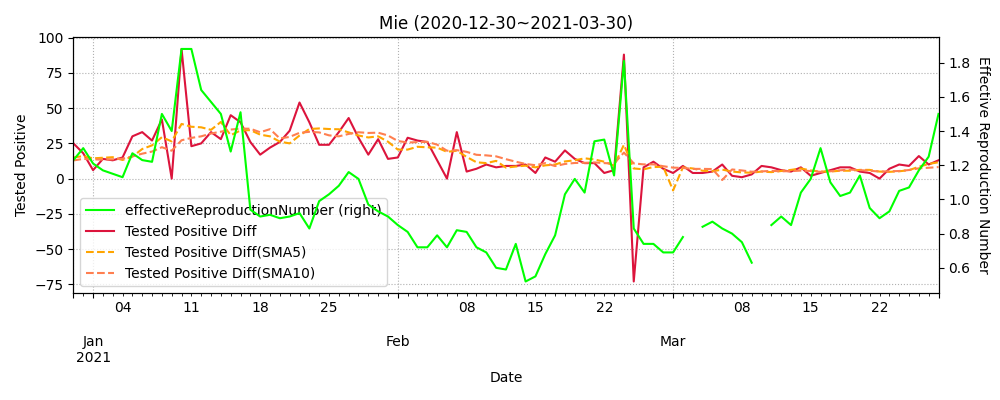 Mie (2020-12-30~2021-03-30)
Tested Positive
100
75
50
25
0
−25
−50
−75
1.8
1.6
1.4
1.2
1.0
0.8
0.6
Effective Reproduction Number
effectiveReproductionNumber (right)
Tested Positive Diff
Tested Positive Diff(SMA5)
Tested Positive Diff(SMA10)
04 11 18 25 08 15 22 08 15 22
Jan Feb Mar
2021
Date